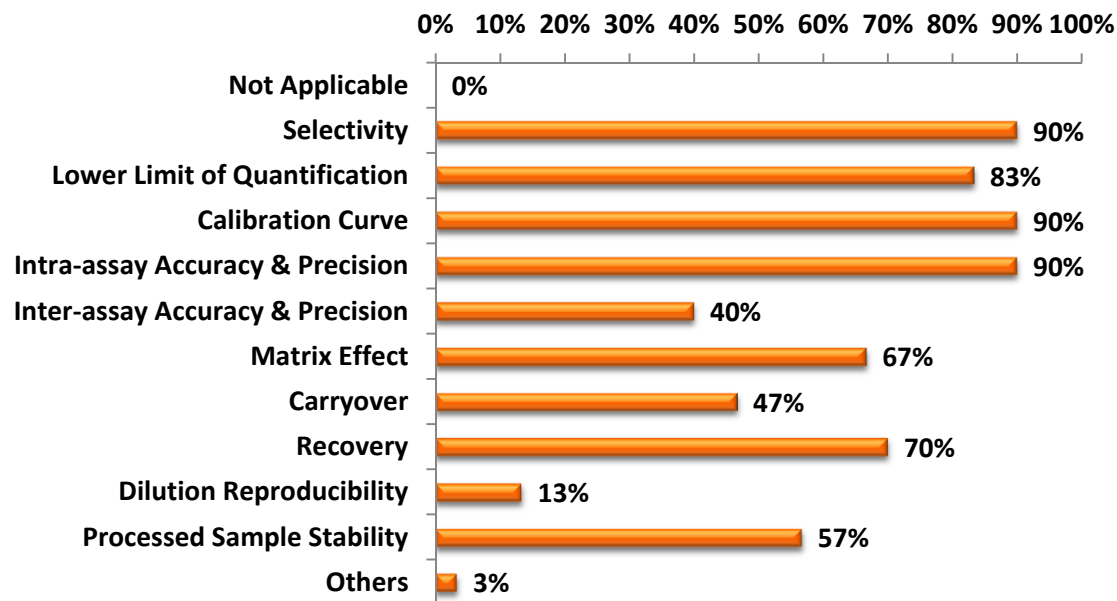 0% 10% 20% 30% 40% 50% 60% 70% 80% 90% 100%
Not Applicable 0%
Selectivity 90%
Lower Limit of Quantification 83%
Calibration Curve 90%
Intra-assay Accuracy & Precision 90%
Inter-assay Accuracy & Precision 40%
Matrix Effect 67%
Carryover 47%
Recovery 70%
Dilution Reproducibility 13%
Processed Sample Stability 57%
Others 3%